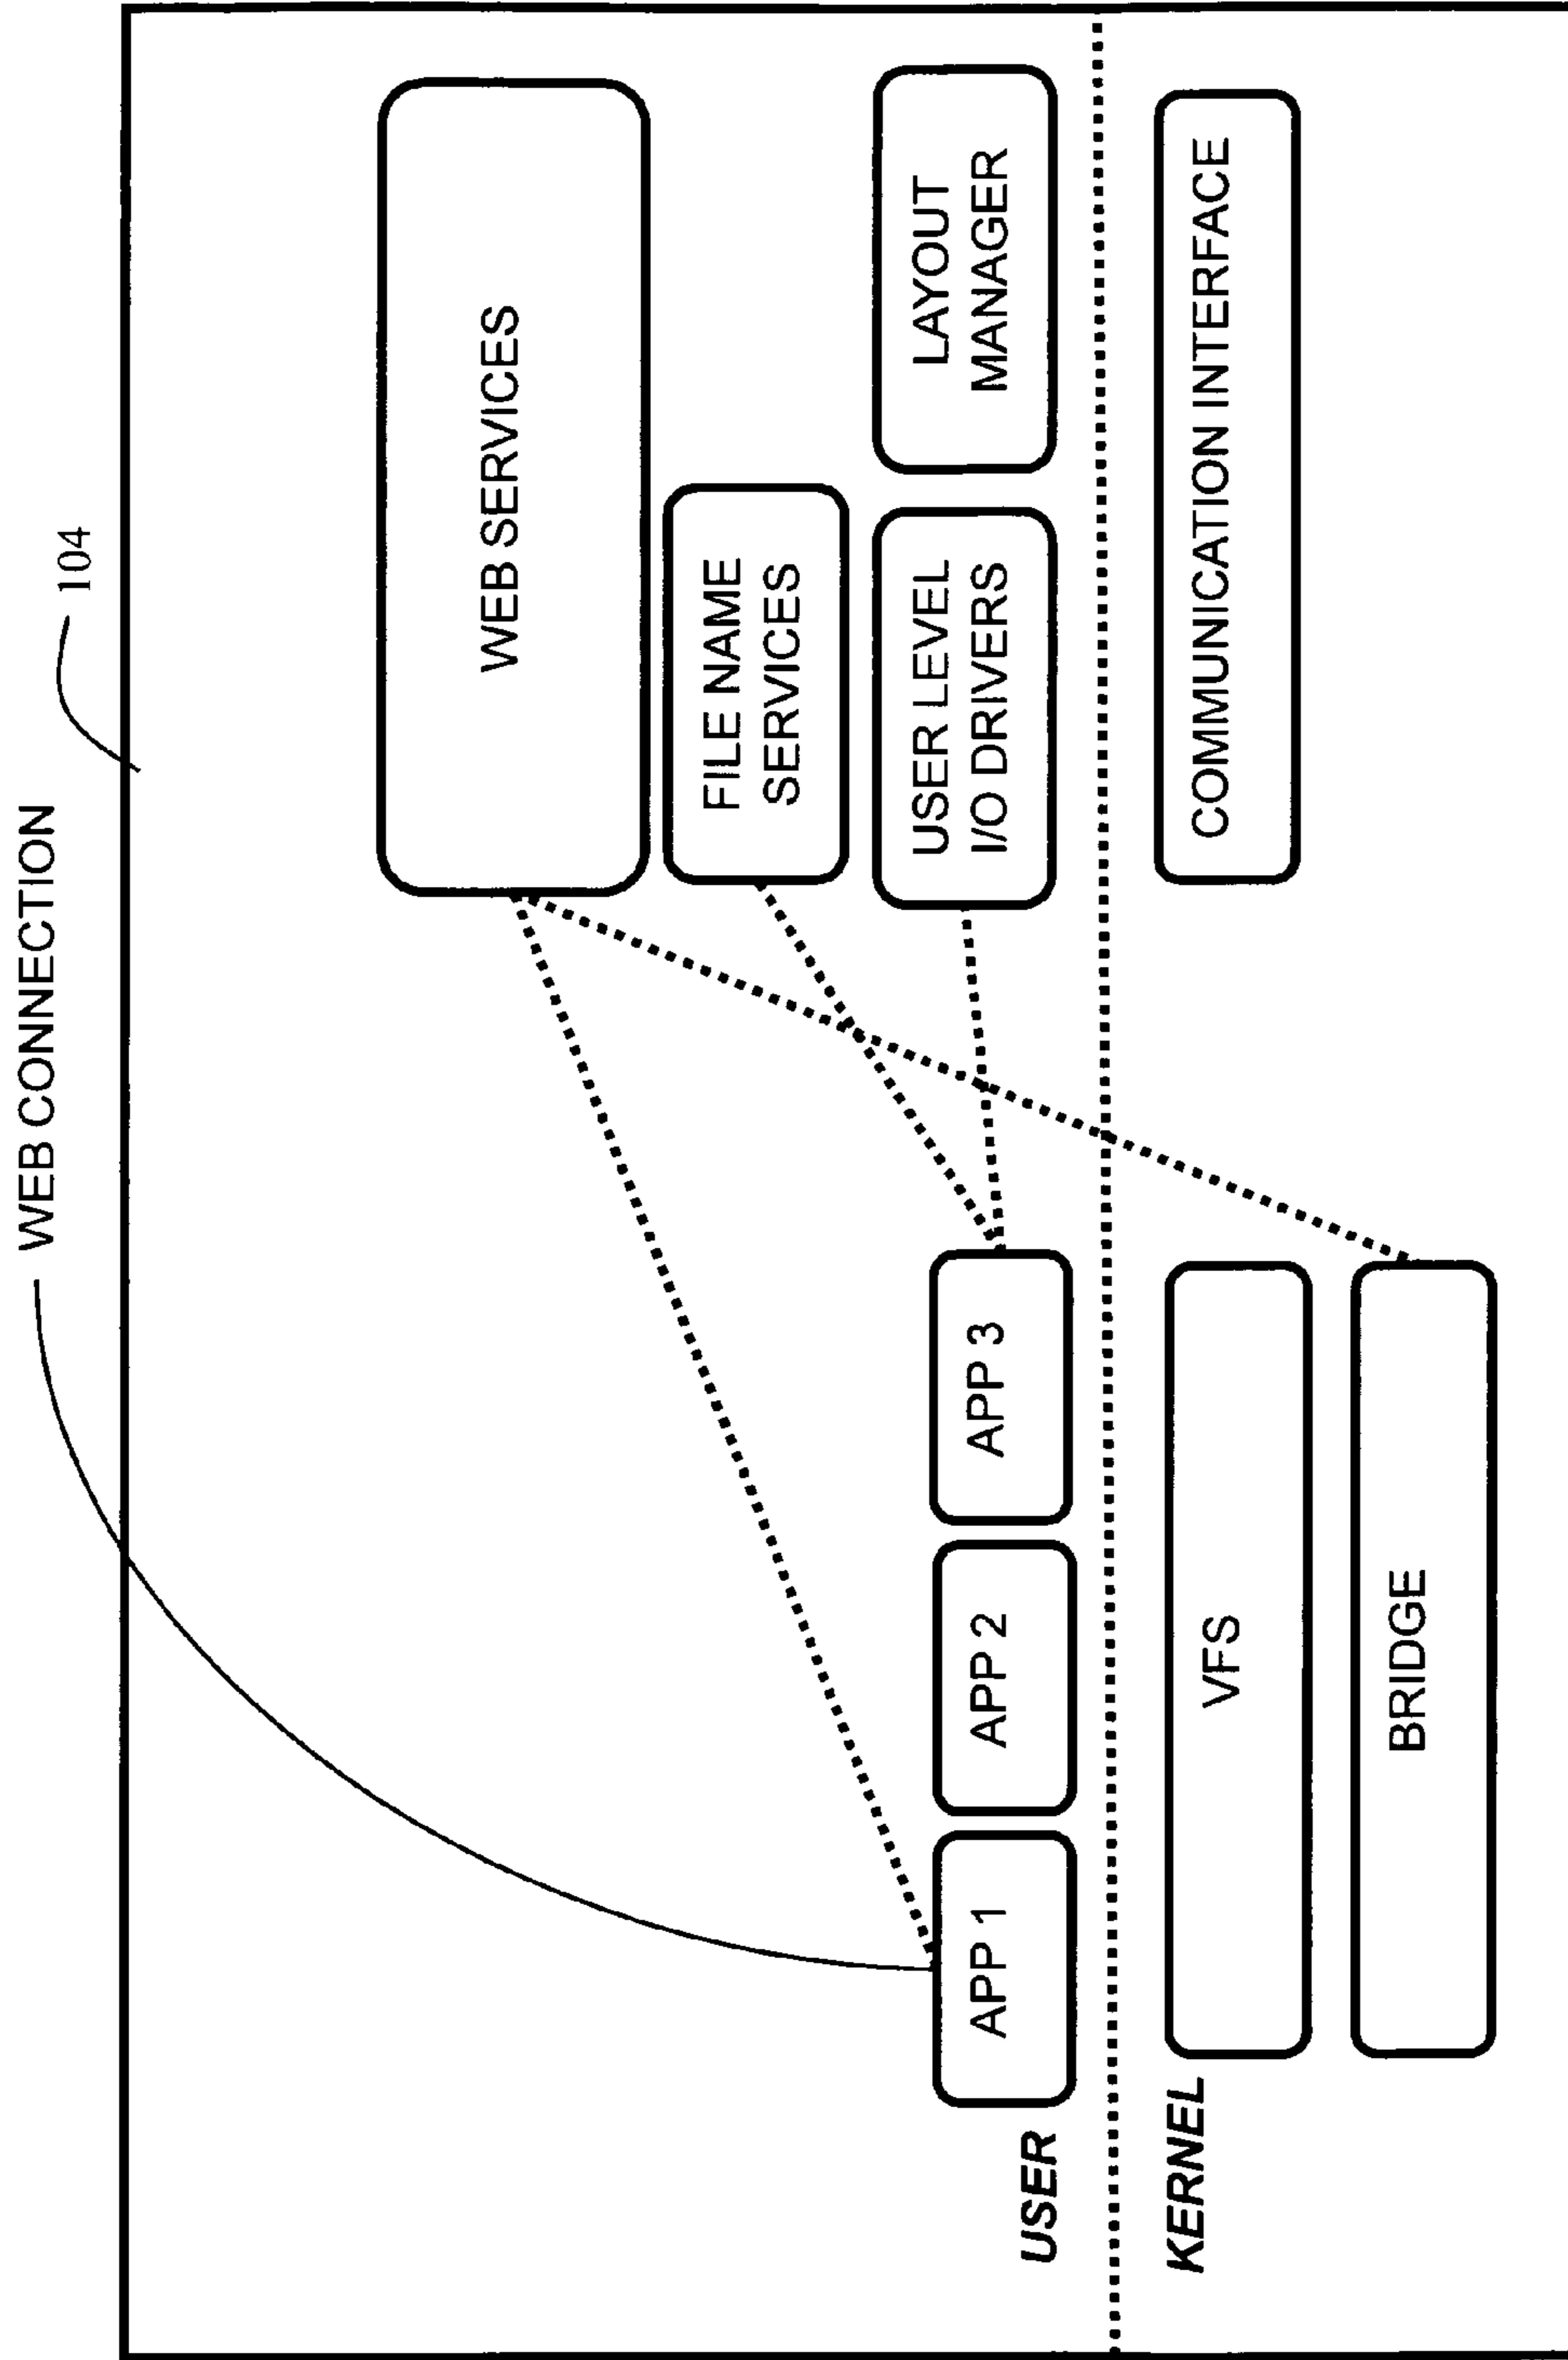 WEB CONNECTION
104
WEB SERVICES
FILE NAME
SERVICES
USER LEVEL
I/O DRIVERS
LAYOUT
MANAGER
APP 1
APP 2
APP 3
USER
KERNEL
VFS
COMMUNICATION INTERFACE
BRIDGE